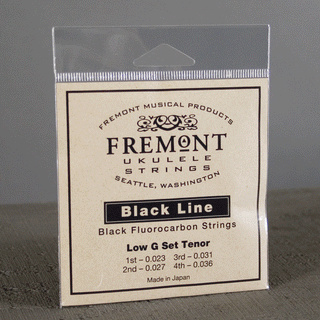 FREMONT MUSICAL PRODUCTS
FREMONT
UKULELE
STRINGS
SEATTLE, WASHINGTON
Black Line
Black Fluorocarbon Strings
Low G Set Tenor
1st – 0.023 3rd – 0.031
2nd – 0.027 4th – 0.036
Made in Japan